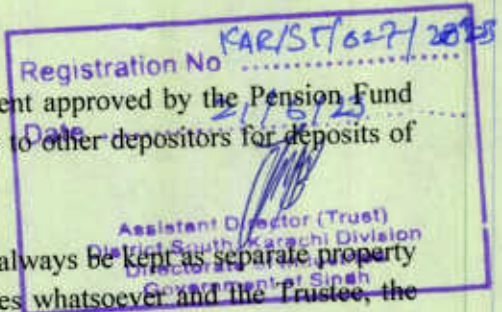 Registration No KAR/ST/027/2023
ent approved by the Pension Fund
Date 21/6/23
to other depositors for deposits of
Assistant Director (Trust)
District South, Karachi Division
always be kept as separate property
Directorate of
Government of Sindh
es whatsoever and the Trustee, the